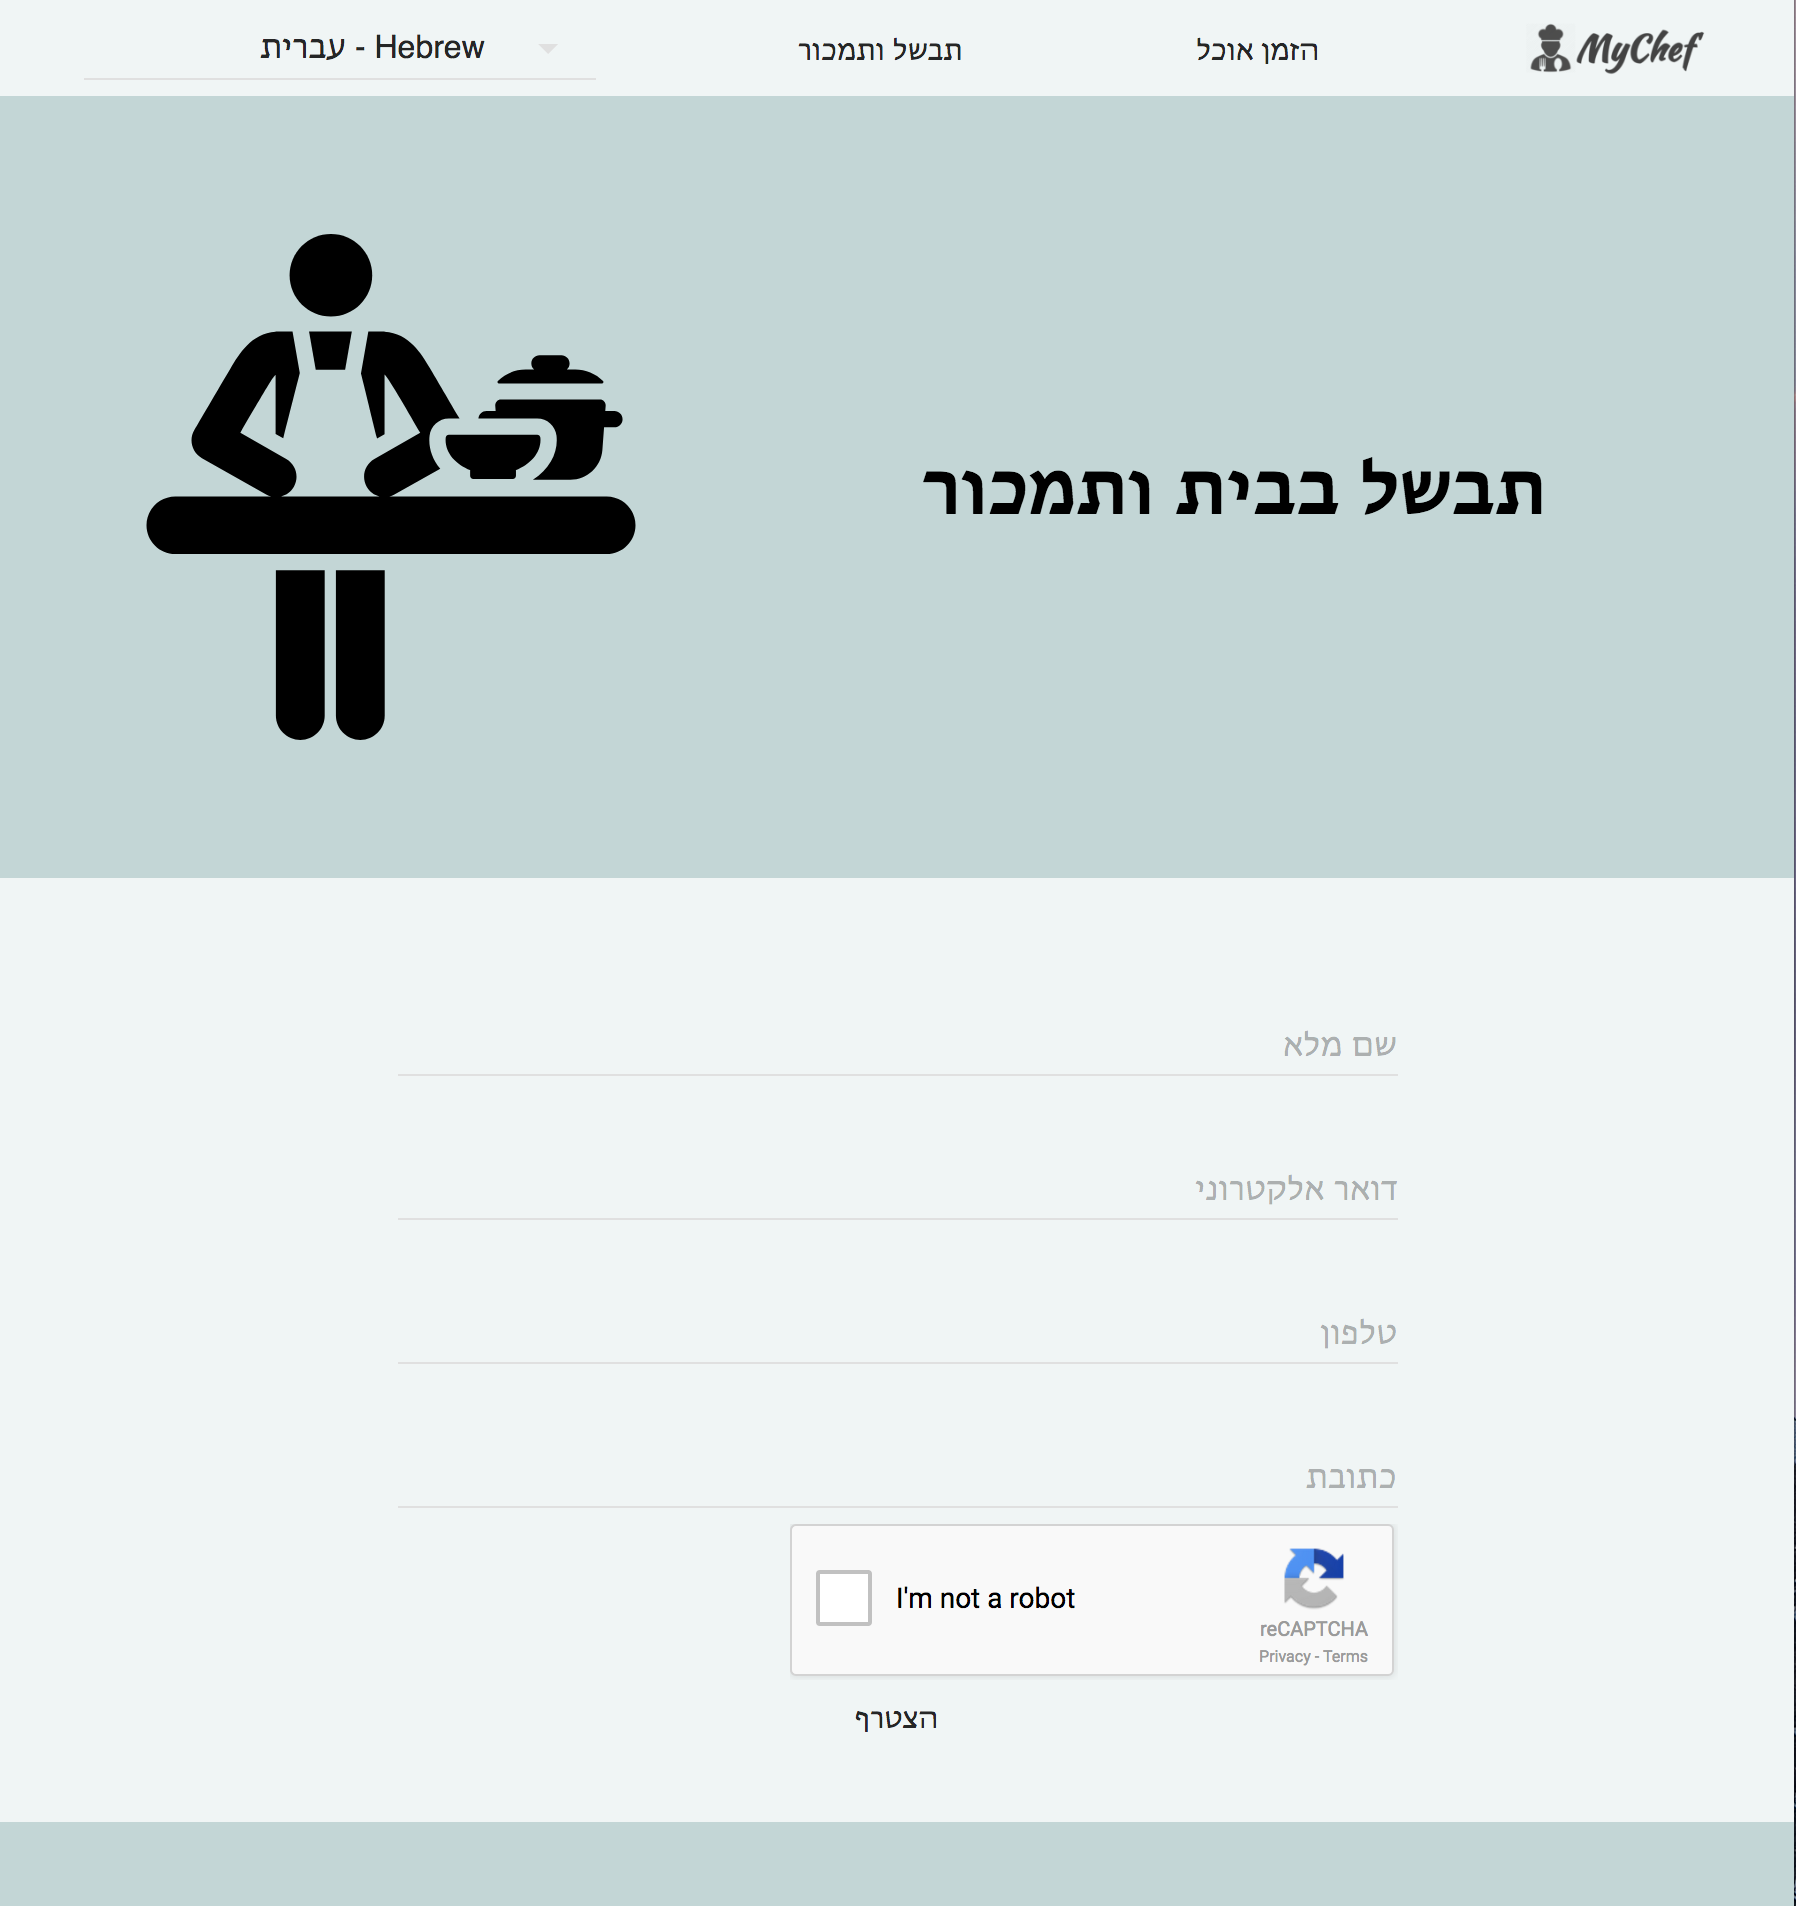 MyChef
הזמן אוכל
תבשל ותמכור
עברית - Hebrew
תבשל בבית ותמכור
שם מלא
דואר אלקטרוני
טלפון
כתובת
I'm not a robot
reCAPTCHA
Privacy - Terms
הצטרף